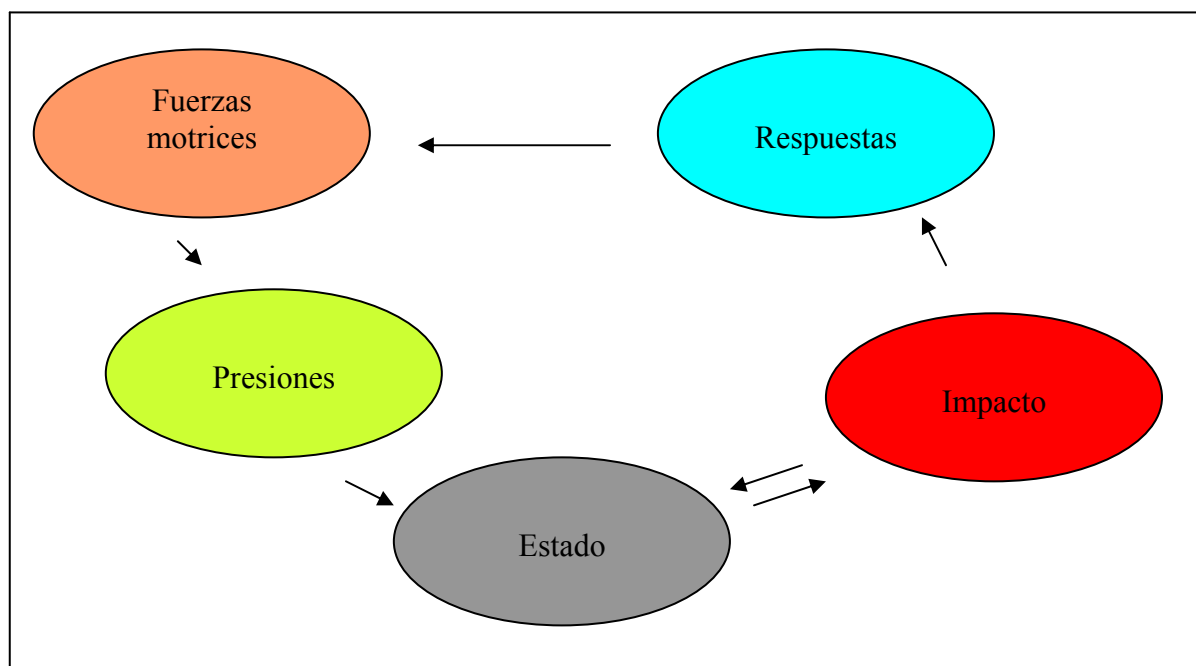 Fuerzas
motrices
Respuestas
Presiones
Impacto
Estado